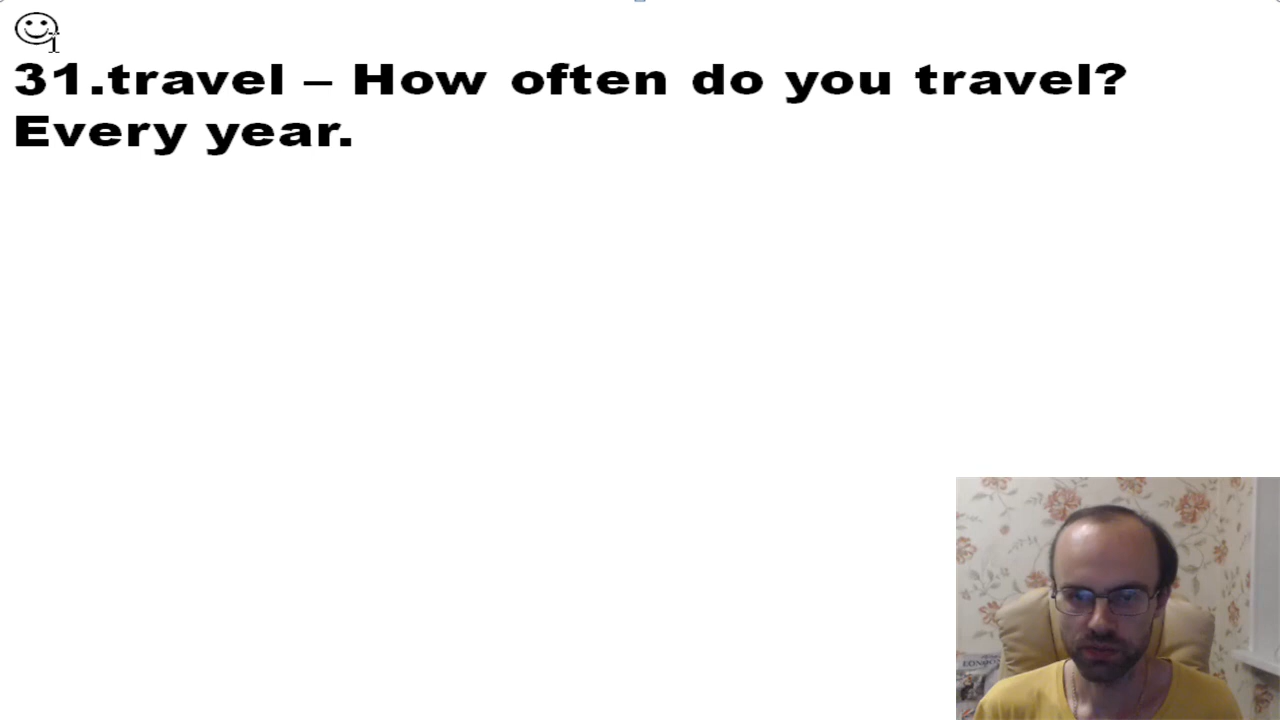 31.travel – How often do you travel?
Every year.